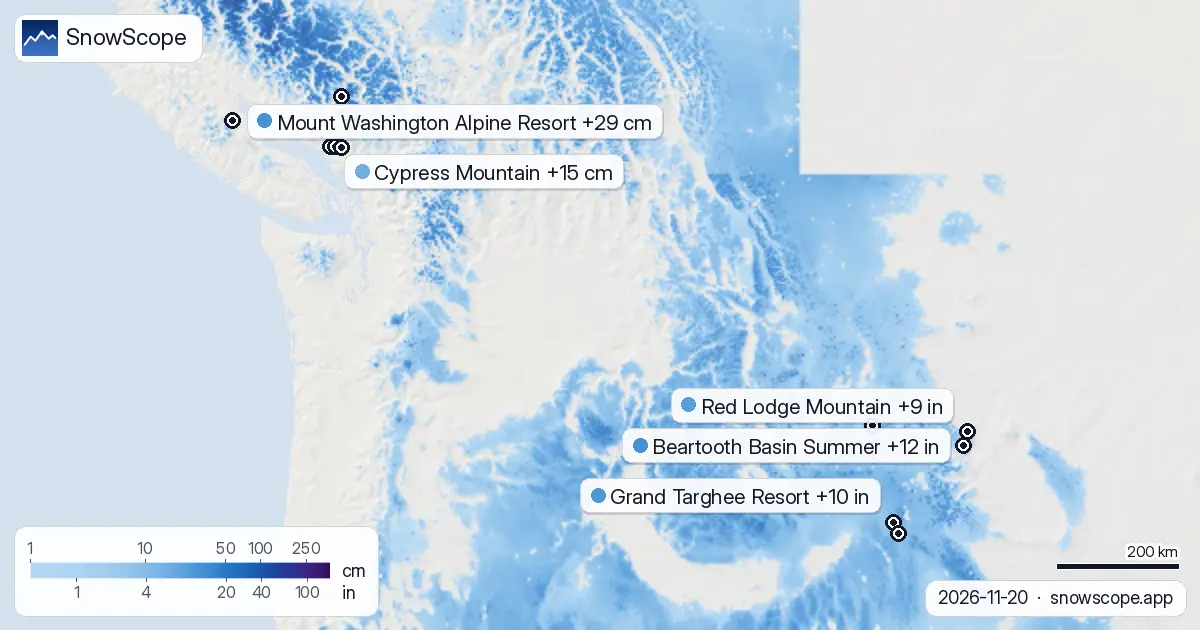 SnowScope
Mount Washington Alpine Resort +29 cm
Cypress Mountain +15 cm
Red Lodge Mountain +9 in
Beartooth Basin Summer +12 in
Grand Targhee Resort +10 in
1 10 50 100 250
cm
1 4 20 40 100
in
200 km
2026-11-20 · snowscope.app